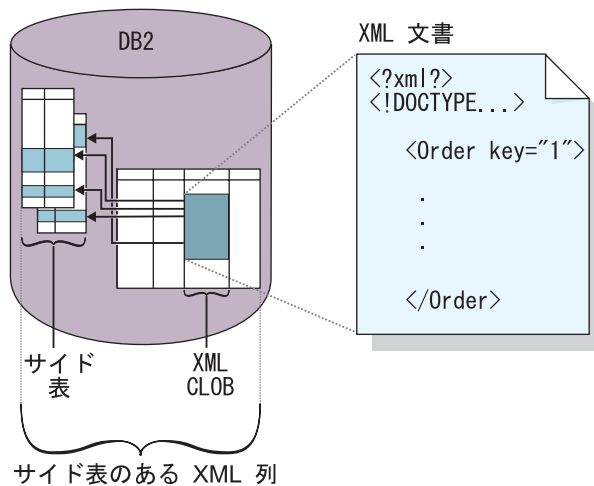 DB2
XML 文書
<?xml?>
<!DOCTYPE...>
<Order key="1">
.
.
.
</Order>
サイド
表
XML
CLOB
サイド表のある XML 列